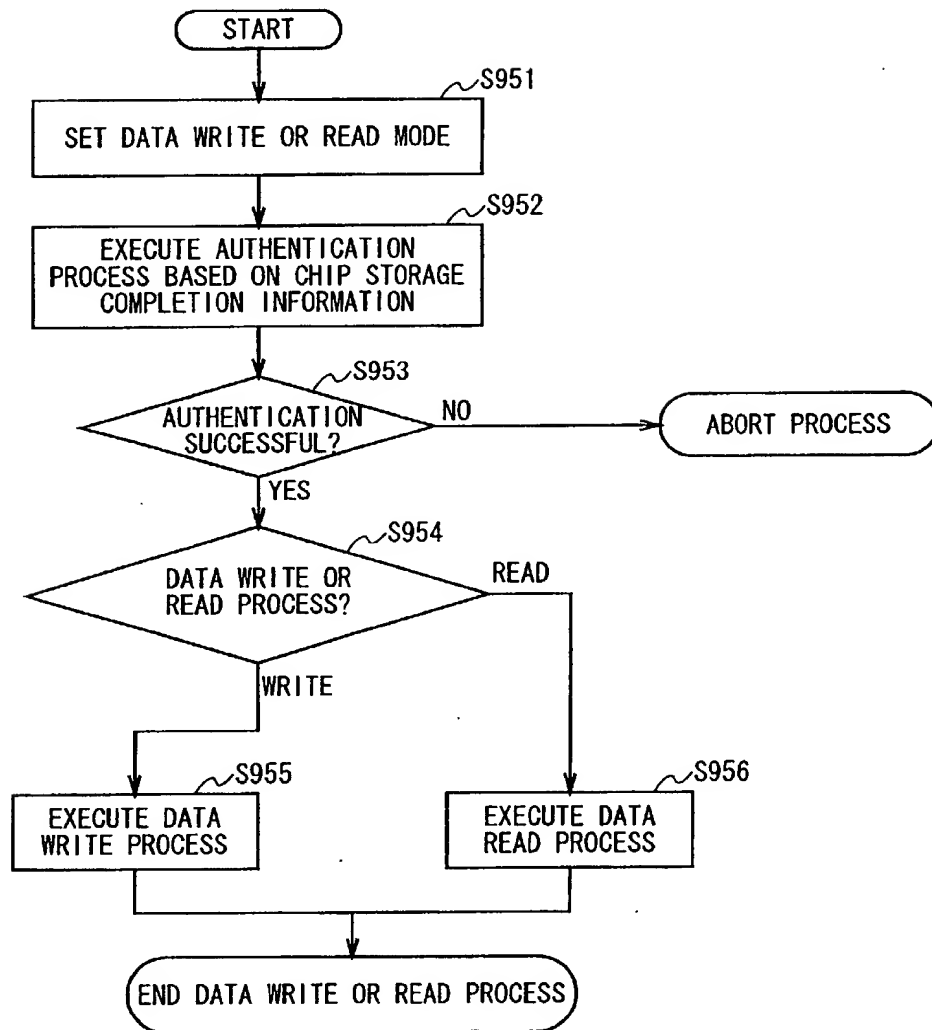 START
S951
SET DATA WRITE OR READ MODE
S952
EXECUTE AUTHENTICATION
PROCESS BASED ON CHIP STORAGE
COMPLETION INFORMATION
S953
AUTHENTICATION
SUCCESSFUL?
NO
ABORT PROCESS
YES
S954
DATA WRITE OR
READ PROCESS?
READ
WRITE
S955
EXECUTE DATA
WRITE PROCESS
S956
EXECUTE DATA
READ PROCESS
END DATA WRITE OR READ PROCESS